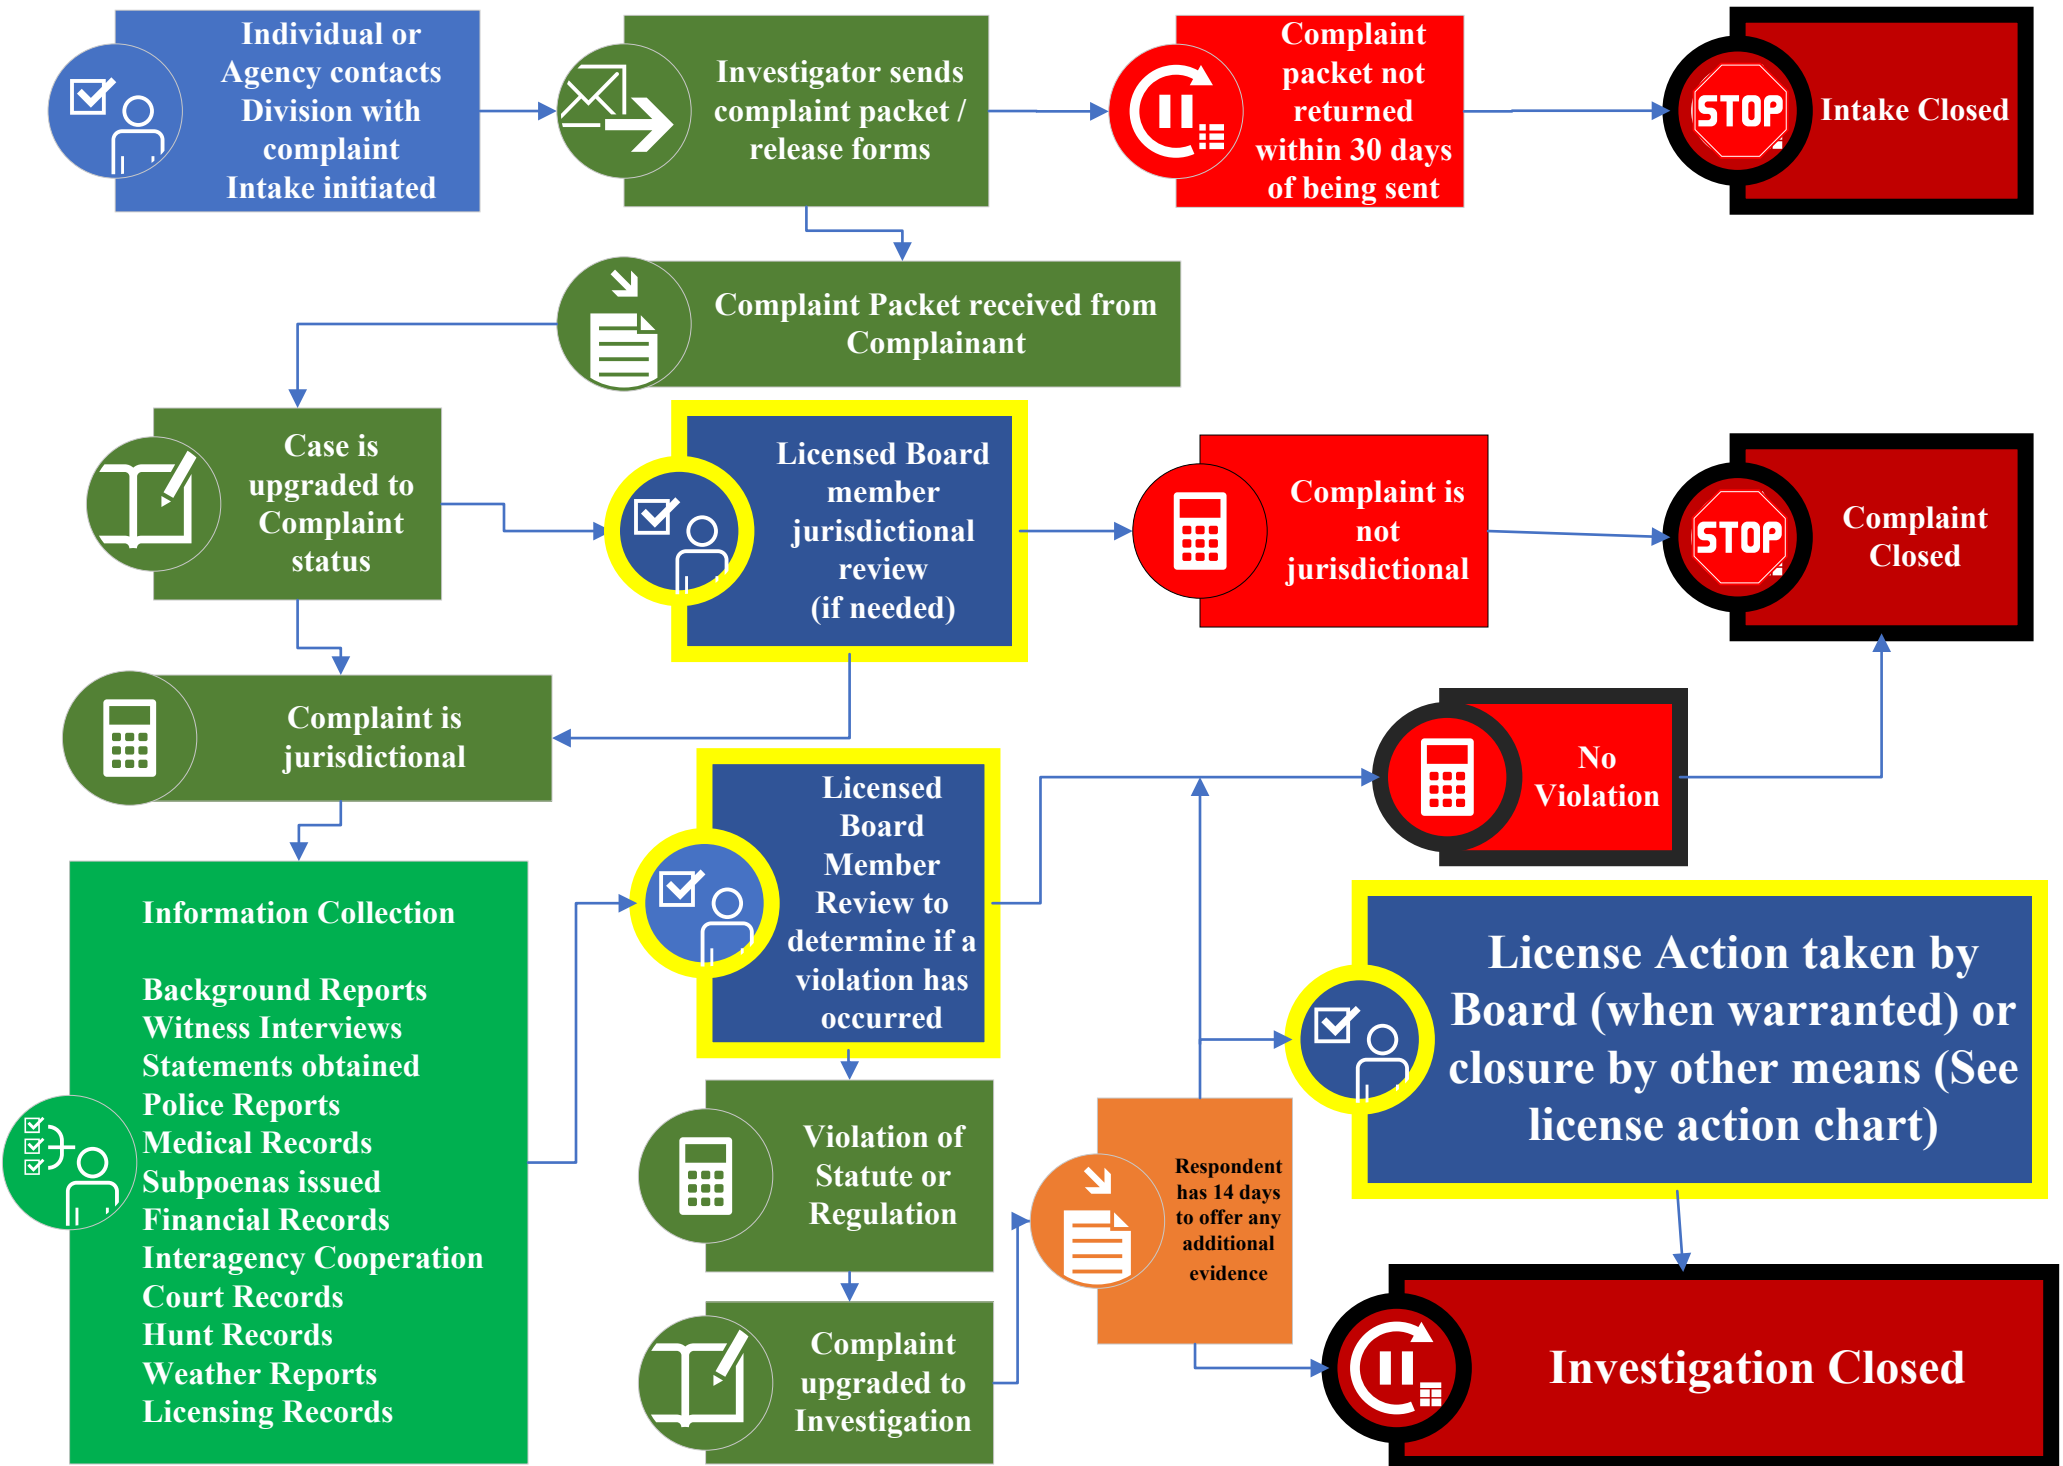 Individual or
Agency contacts
Division with
complaint
Intake initiated
Investigator sends
complaint packet /
release forms
Complaint
packet not
returned
within 30 days
of being sent
STOP
Intake Closed
Complaint Packet received from
Complainant
Case is
upgraded to
Complaint
status
Licensed Board
member
jurisdictional
review
(if needed)
Complaint is
not
jurisdictional
STOP
Complaint
Closed
Complaint is
jurisdictional
Licensed
Board
Member
Review to
determine if a
violation has
occurred
No
Violation
Information Collection
Background Reports
Witness Interviews
Statements obtained
Police Reports
Medical Records
Subpoenas issued
Financial Records
Interagency Cooperation
Court Records
Hunt Records
Weather Reports
Licensing Records
Violation of
Statute or
Regulation
Complaint
upgraded to
Investigation
Respondent
has 14 days
to offer any
additional
evidence
License Action taken by
Board (when warranted) or
closure by other means (See
license action chart)
Investigation Closed